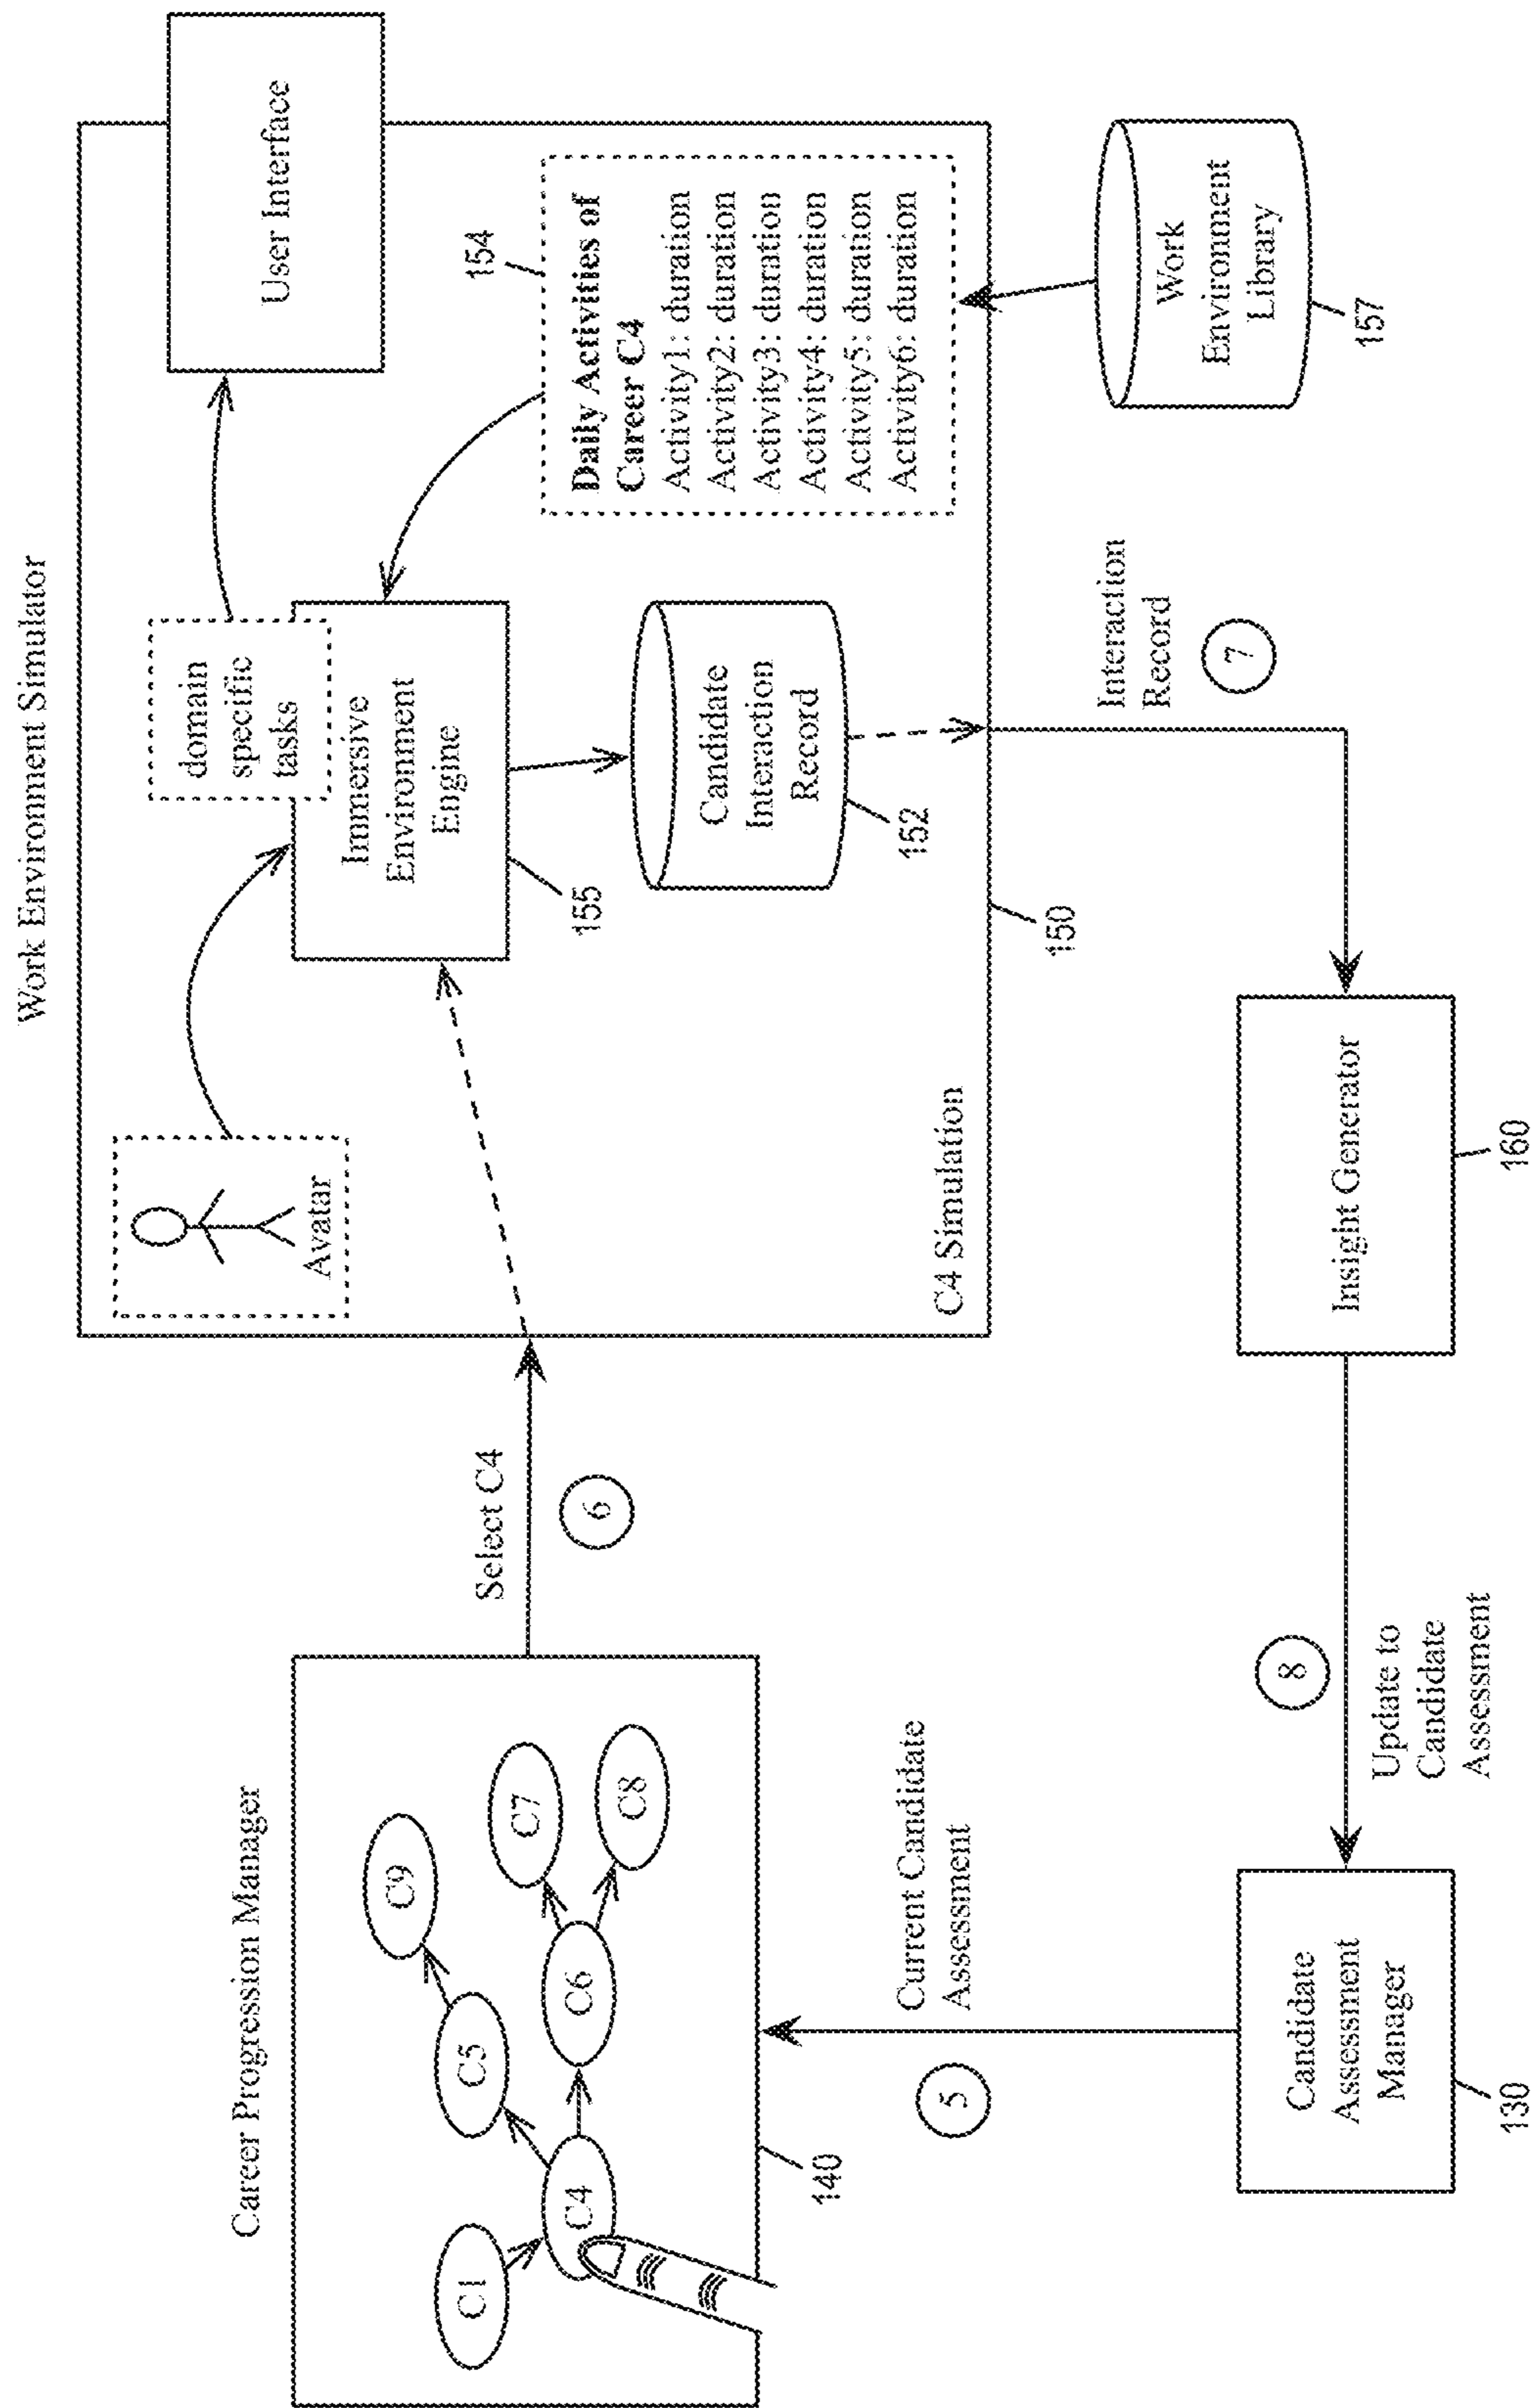 Work Environment Simulator
User Interface
domain
specific
tasks
Avatar
Immersive
Environment
Engine
155
154
Daily Activities of
Career C4
Activity1: duration
Activity2: duration
Activity3: duration
Activity4: duration
Activity5: duration
Activity6: duration
Candidate
Interaction
Record
152
C4 Simulation
150
Work
Environment
Library
157
Career Progression Manager
C1
C4
C5
C9
C6
C7
C8
140
Select C4
6
Interaction
Record
7
Current Candidate
Assessment
5
Candidate
Assessment
Manager
130
Update to
Candidate
Assessment
8
Insight Generator
160